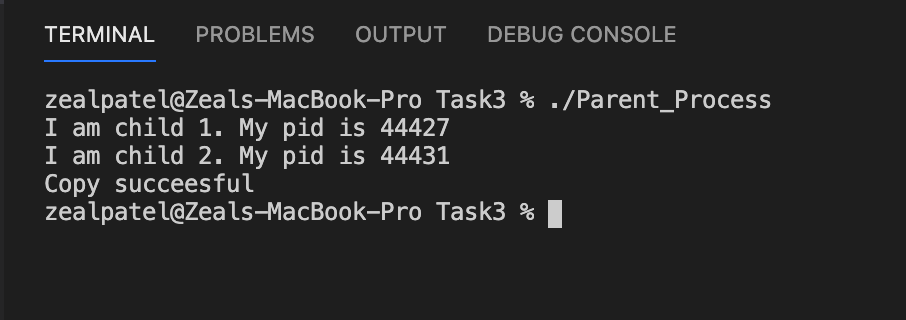 TERMINAL PROBLEMS OUTPUT DEBUG CONSOLE
zealpatel@Zeals-MacBook-Pro Task3 % ./Parent_Process
I am child 1. My pid is 44427
I am child 2. My pid is 44431
Copy succeesful
zealpatel@Zeals-MacBook-Pro Task3 %